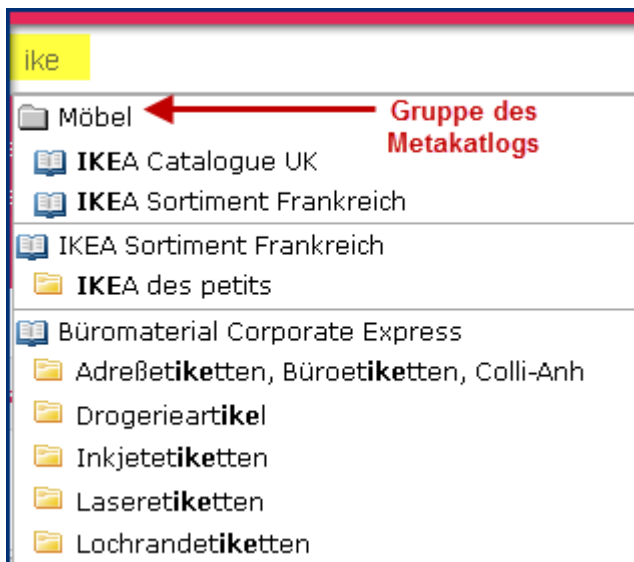 ike
Möbel
Gruppe des
Metakatlogs
IKEA Catalogue UK
IKEA Sortiment Frankreich
IKEA Sortiment Frankreich
IKEA des petits
Büromaterial Corporate Express
Adreßetiketten, Büroetiketten, Colli-Anh
Drogerieartikel
Inkjetetiketten
Laseretiketten
Lochrandetiketten